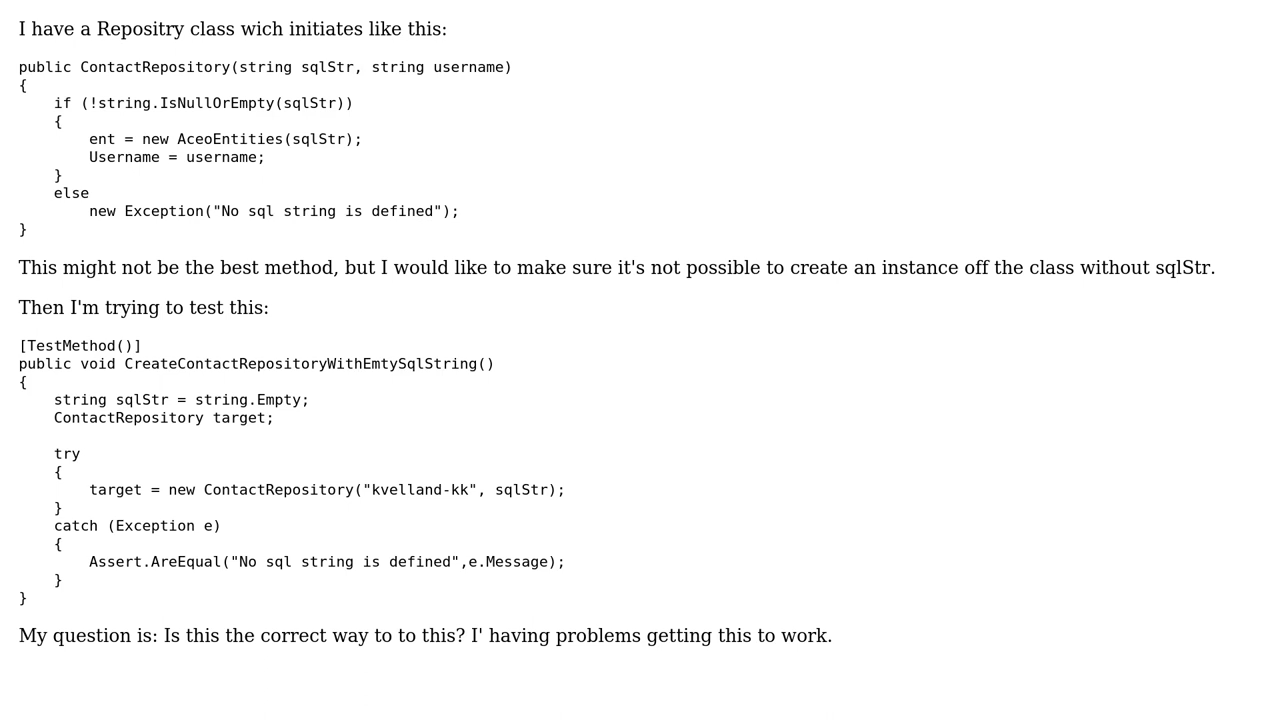 I have a Repositry class wich initiates like this:
public ContactRepository(string sqlStr, string username)
{
    if (!string.IsNullOrEmpty(sqlStr))
    {
        ent = new AceoEntities(sqlStr);
        Username = username;
    }
    else
        new Exception("No sql string is defined");
}
This might not be the best method, but I would like to make sure it's not possible to create an instance off the class without sqlStr.
Then I'm trying to test this:
[TestMethod()]
public void CreateContactRepositoryWithEmtySqlString()
{
    string sqlStr = string.Empty;
    ContactRepository target;

    try
    {
        target = new ContactRepository("kvelland-kk", sqlStr);
    }
    catch (Exception e)
    {
        Assert.AreEqual("No sql string is defined",e.Message);
    }
}
My question is: Is this the correct way to to this? I' having problems getting this to work.